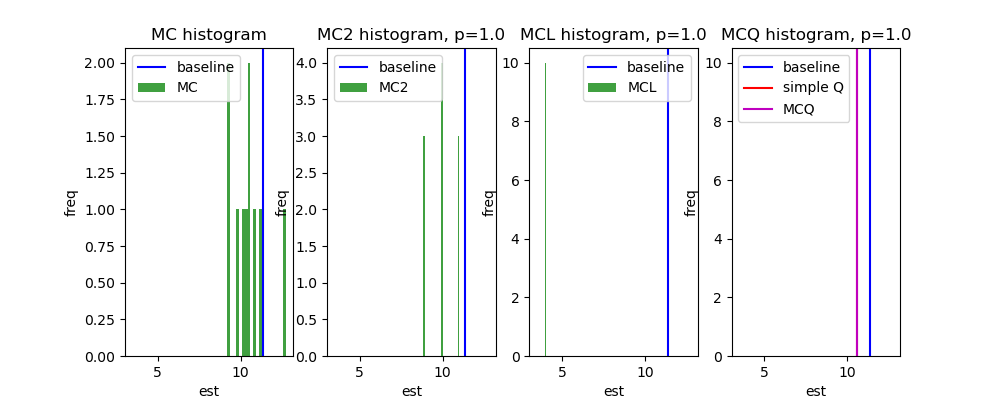 MC histogram
2.00
1.75
1.50
1.25
1.00
0.75
0.50
0.25
0.00
freq
5
10
est
baseline
MC
MC2 histogram, p=1.0
4.0
3.5
3.0
2.5
2.0
1.5
1.0
0.5
0.0
freq
5
10
est
baseline
MC2
MCL histogram, p=1.0
10
8
6
4
2
0
freq
5
10
est
baseline
MCL
MCQ histogram, p=1.0
10
8
6
4
2
0
freq
5
10
est
baseline
simple Q
MCQ